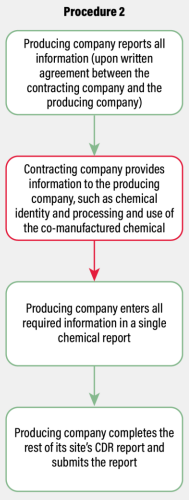 Procedure 2
Producing company reports all
information (upon written
agreement between the
contracting company and the
producing company)
Contracting company provides
information to the producing
company, such as chemical
identity and processing and use of
the co-manufactured chemical
Producing company enters all
required information in a single
chemical report
Producing company completes the
rest of its site's CDR report and
submits the report